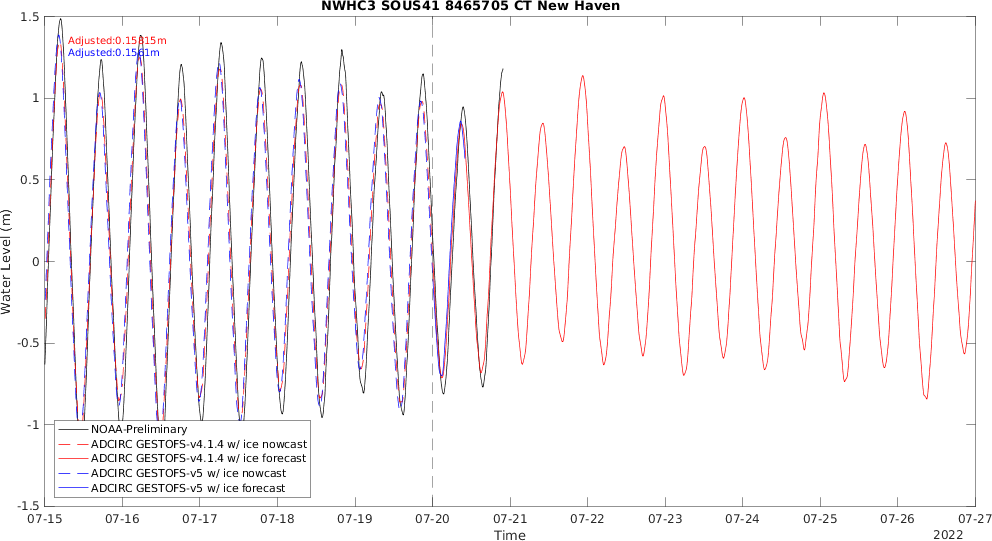 NWHC3 SOUS41 8465705 CT New Haven
1.5
1
0.5
0
-0.5
-1
-1.5
Water Level (m)
Adjusted:0.15815m
NOAA-Preliminary
ADCIRC GESTOFS-v4.1.4 w/ ice nowcast
ADCIRC GESTOFS-v4.1.4 w/ ice forecast
ADCIRC GESTOFS-v5 w/ ice nowcast
ADCIRC GESTOFS-v5 w/ ice forecast
07-15 07-16 07-17 07-18 07-19 07-20 07-21 07-22 07-23 07-24 07-25 07-26 07-27
Time
2022